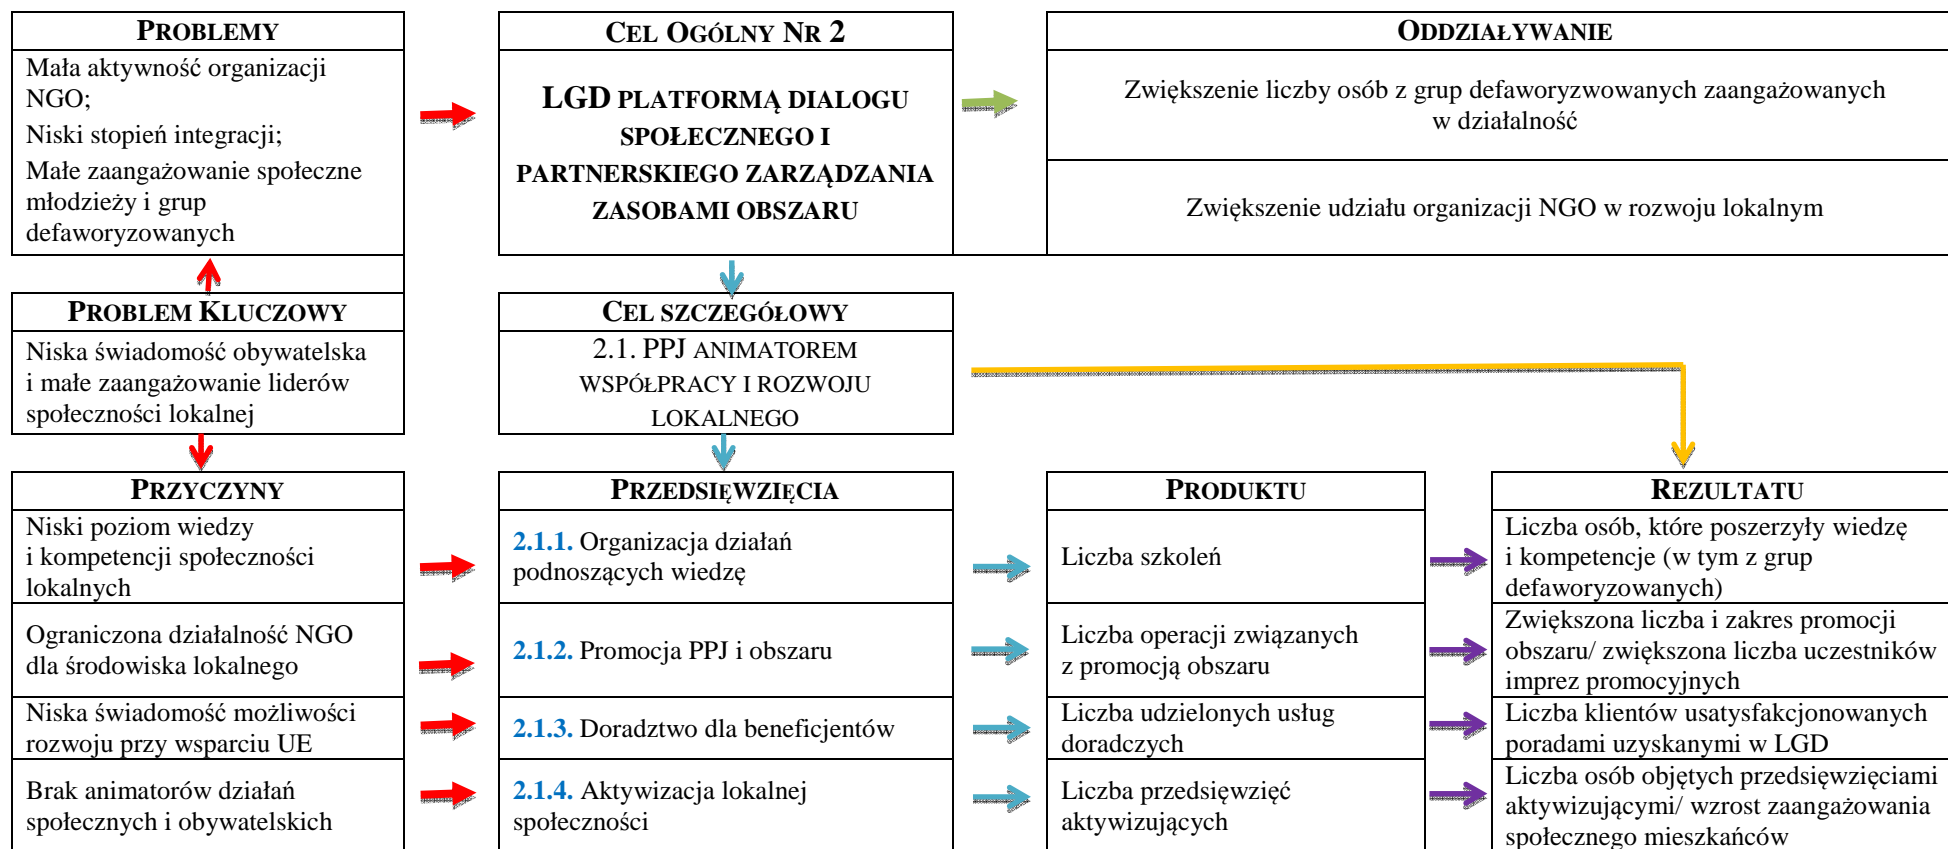 PROBLEMY
Mała aktywność organizacji
NGO;
Niski stopień integracji;
Małe zaangażowanie społeczne
młodzieży i grup
defaworyzowanych
CEL OGÓLNY NR 2
LGD PLATFORMĄ DIALOGU
SPOŁECZNEGO I
PARTNERSKIEGO ZARZĄDZANIA
ZASOBAMI OBSZARU
ODDZIAŁYWANIE
Zwiększenie liczby osób z grup defaworyzwowanych zaangażowanych
w działalność
Zwiększenie udziału organizacji NGO w rozwoju lokalnym
PROBLEM KLUCZOWY
Niska świadomość obywatelska
i małe zaangażowanie liderów
społeczności lokalnej
CEL SZCZEGÓŁOWY
2.1. PPJ ANIMATOREM
WSPÓŁPRACY I ROZWOJU
LOKALNEGO
PRZYCZYNY
PRZEDSIĘWZIĘCIA
PRODUKTU
REZULTATU
Niski poziom wiedzy
i kompetencji społeczności
lokalnych
2.1.1. Organizacja działań
podnoszących wiedzę
Liczba szkoleń
Liczba osób, które poszerzyły wiedzę
i kompetencje (w tym z grup
defaworyzowanych)
Ograniczona działalność NGO
dla środowiska lokalnego
2.1.2. Promocja PPJ i obszaru
Liczba operacji związanych
z promocją obszaru
Zwiększona liczba i zakres promocji
obszaru/ zwiększona liczba uczestników
imprez promocyjnych
Niska świadomość możliwości
rozwoju przy wsparciu UE
2.1.3. Doradztwo dla beneficjentów
Liczba udzielonych usług
doradczych
Liczba klientów usatysfakcjonowanych
poradami uzyskanymi w LGD
Brak animatorów działań
społecznych i obywatelskich
2.1.4. Aktywizacja lokalnej
społeczności
Liczba przedsięwzięć
aktywizujących
Liczba osób objętych przedsięwzięciami
aktywizującymi/ wzrost zaangażowania
społecznego mieszkańców